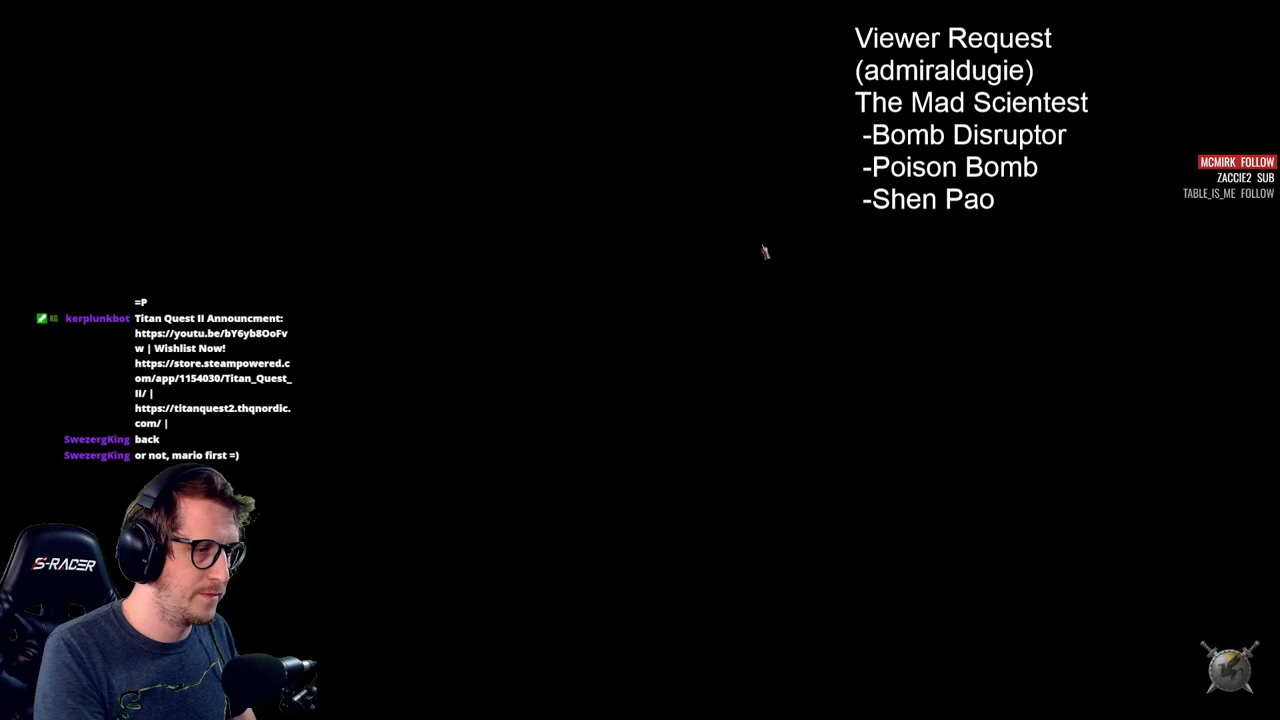 Viewer Request
(admiraldugie)
The Mad Scientest
-Bomb Disruptor
-Poison Bomb
-Shen Pao
MCMIRK FOLLOW
ZACCIE2 SUB
TABLE_IS_ME FOLLOW
=P
KG kerplunkbot Titan Quest II Announcment:
https://youtu.be/bY6yb8OoFv
w | Wishlist Now!
https://store.steampowered.c
om/app/1154030/Titan_Quest_
II/ |
https://titanquest2.thqnordic.
com/ |
SwezergKing back
SwezergKing or not, mario first =)
S-RACER